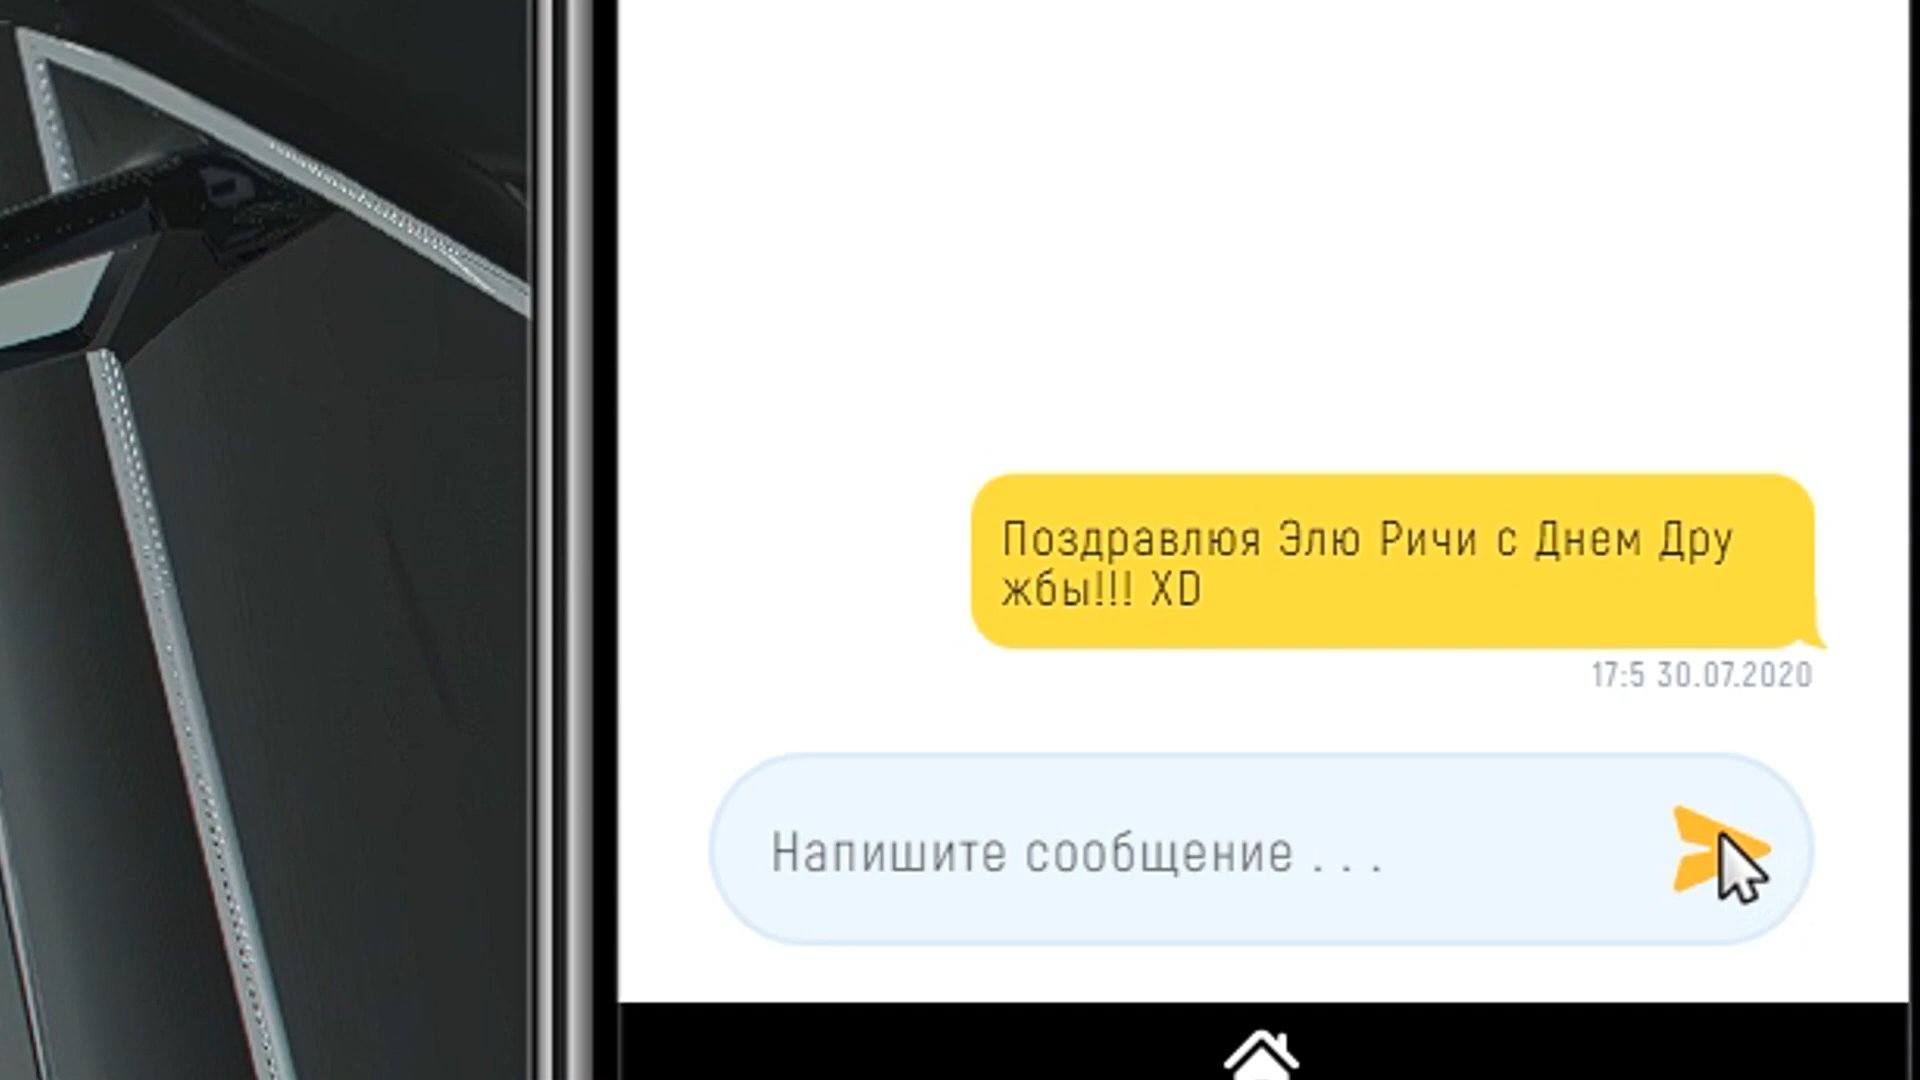 Поздравлюя Элю Ричи с Днем Дру
жбы!!! XD
17:5 30.07.2020
Напишите сообщение . . .